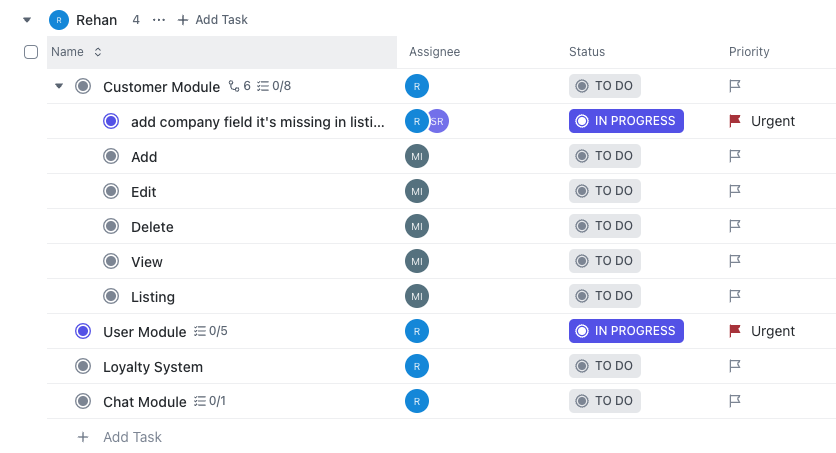 R Rehan 4 ... + Add Task
Name Assignee Status Priority
Customer Module 6 0/8 R TO DO
add company field it's missing in listi... R SR IN PROGRESS Urgent
Add MI TO DO
Edit MI TO DO
Delete MI TO DO
View MI TO DO
Listing MI TO DO
User Module 0/5 R IN PROGRESS Urgent
Loyalty System R TO DO
Chat Module 0/1 R TO DO
+ Add Task